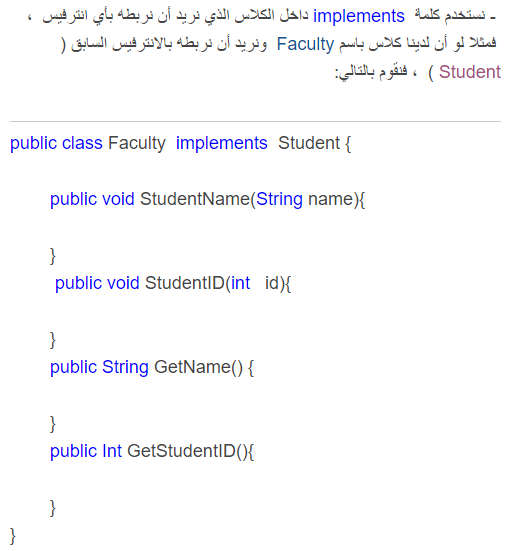 - نستخدم كلمة implements داخل الكلاس الذي نريد أن نربطه بأي انترفيس ،
فمثلا لو أن لدينا كلاس باسم Faculty ونريد أن نربطه بالانترفيس السابق (
Student ) ، فنقوم بالتالي:
public class Faculty implements Student {
public void StudentName(String name){
}
public void StudentID(int id){
}
public String GetName() {
}
public Int GetStudentID(){
}
}